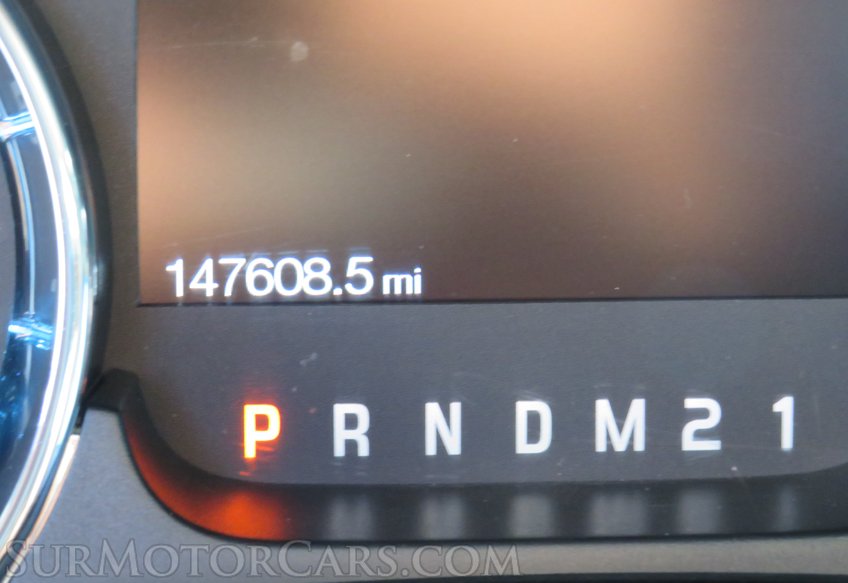 147608.5 mi
P R N D M 2 1
SURMOTORCARS.COM